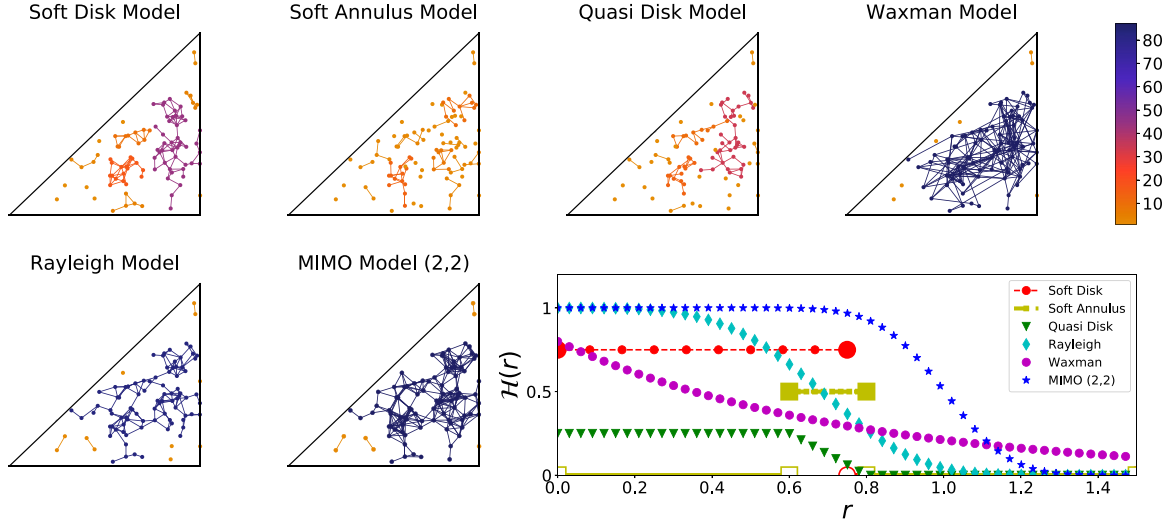 Soft Disk Model
Soft Annulus Model
Quasi Disk Model
Waxman Model
80
70
60
50
40
30
20
10
Rayleigh Model
MIMO Model (2,2)
1
0.5
0
H(r)
Soft Disk
Soft Annulus
Quasi Disk
Rayleigh
Waxman
MIMO (2,2)
0.0 0.2 0.4 0.6 0.8 1.0 1.2 1.4
r